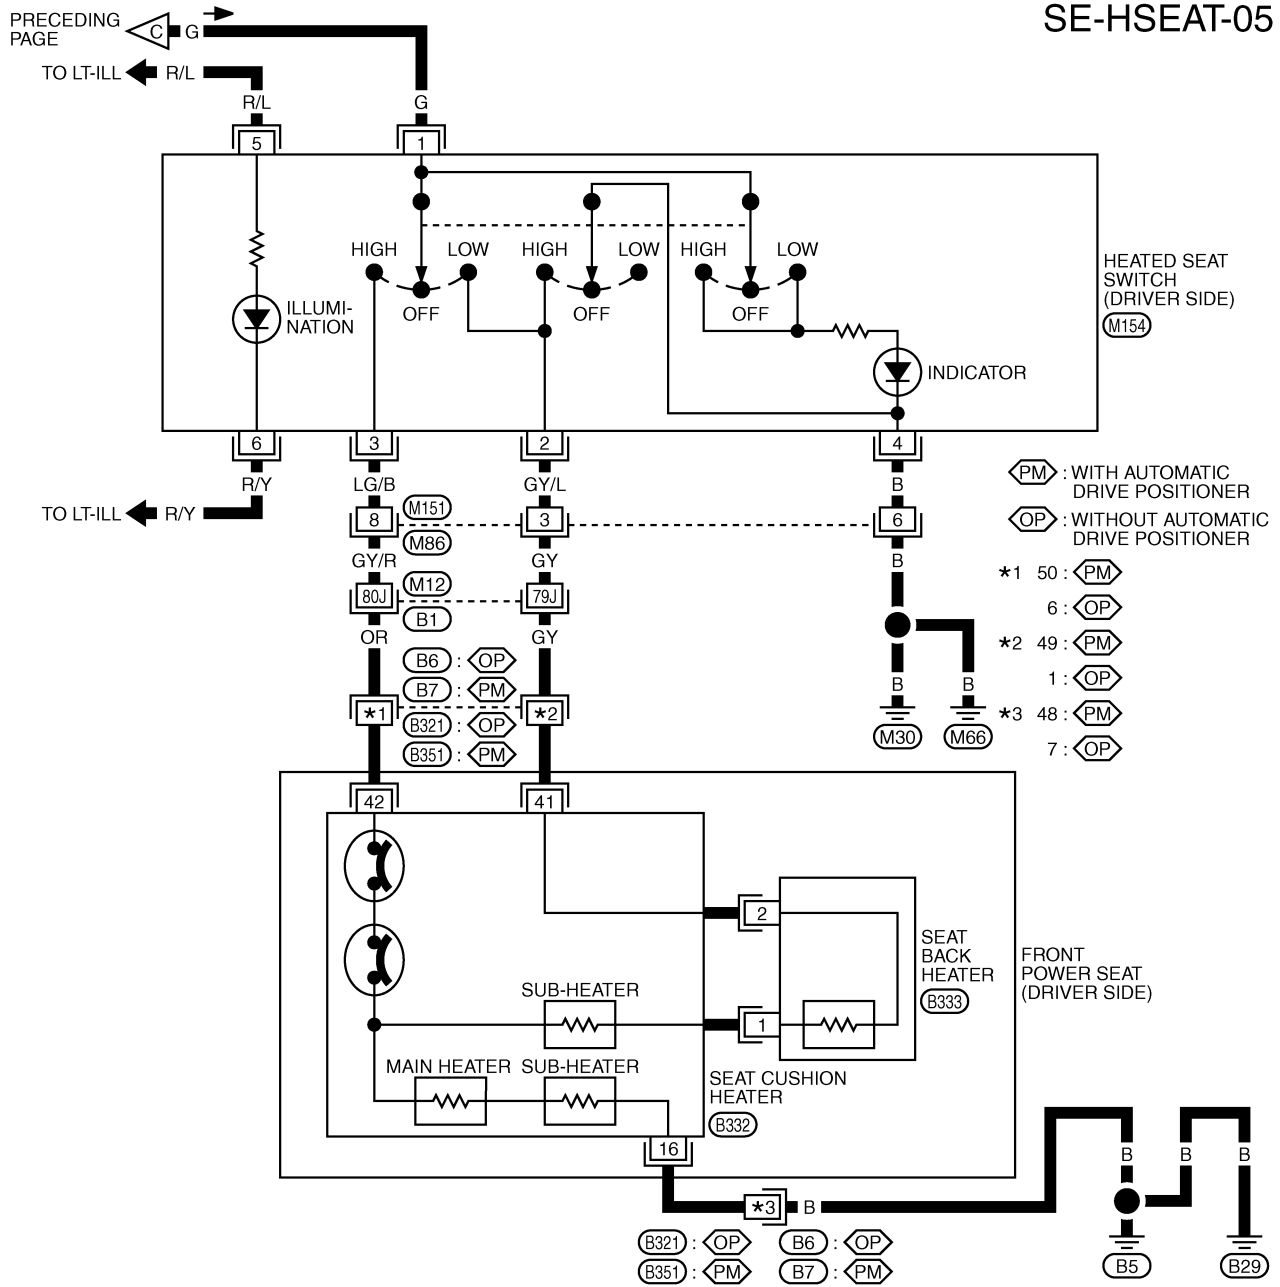 SE-HSEAT-05
PRECEDING
PAGE
C
G
TO LT-ILL
R/L
R/L
G
5
1
HIGH
LOW
HIGH
LOW
HIGH
LOW
OFF
OFF
OFF
ILLUMI-
NATION
HEATED SEAT
SWITCH
(DRIVER SIDE)
M154
INDICATOR
6
3
2
4
R/Y
LG/B
GY/L
B
TO LT-ILL
R/Y
8
M151
3
6
M86
GY/R
GY
B
80J
M12
79J
B1
OR
GY
B6 : OP
B7 : PM
*1
*2
B321 : OP
B351 : PM
B
B
M30
M66
PM : WITH AUTOMATIC
DRIVE POSITIONER
OP : WITHOUT AUTOMATIC
DRIVE POSITIONER
*1 50 : PM
6 : OP
*2 49 : PM
1 : OP
*3 48 : PM
7 : OP
42
41
2
SEAT
BACK
HEATER
B333
FRONT
POWER SEAT
(DRIVER SIDE)
SUB-HEATER
1
MAIN HEATER
SUB-HEATER
SEAT CUSHION
HEATER
B332
16
*3
B
B
B
B
B321 : OP
B6 : OP
B351 : PM
B7 : PM
B5
B29